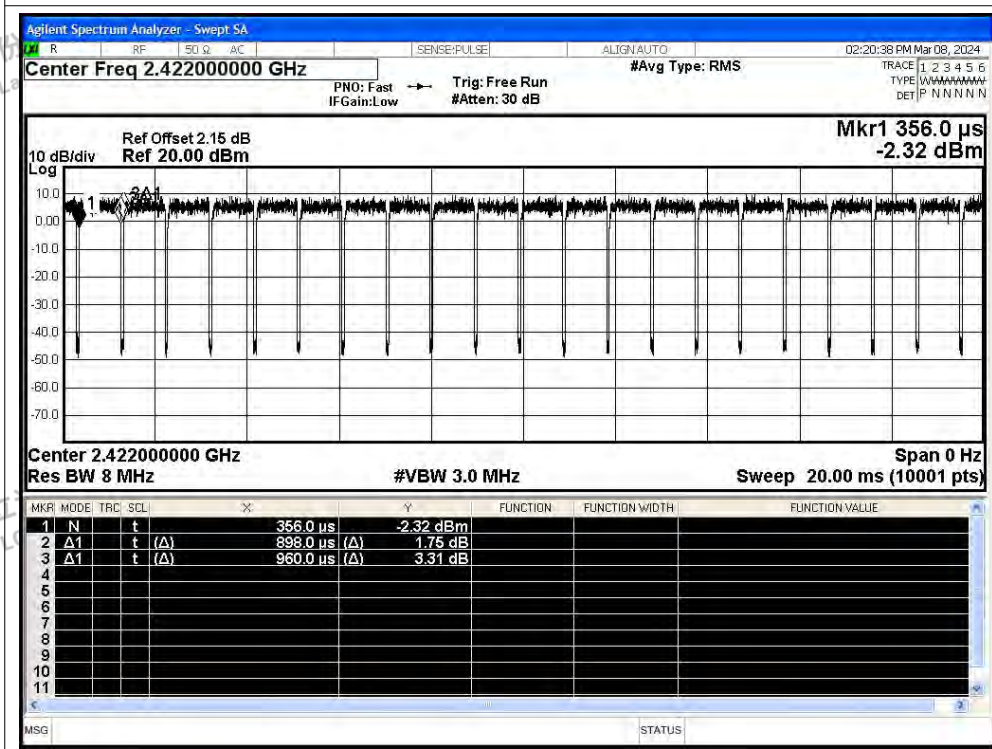 Agilent Spectrum Analyzer - Swept SA
LXI R RF 50 Ω AC SENSE:PULSE ALIGN AUTO 02:20:38 PM Mar 08, 2024
Center Freq 2.422000000 GHz
#Avg Type: RMS
TRACE 1 2 3 4 5 6
PNO: Fast Trig: Free Run
TYPE WWWWWW
IFGain:Low #Atten: 30 dB
DET P N N N N N
Mkr1 356.0 µs
-2.32 dBm
Ref Offset 2.15 dB
10 dB/div Ref 20.00 dBm
Log
10.0
0.00
-10.0
-20.0
-30.0
-40.0
-50.0
-60.0
-70.0
1
3Δ1
Center 2.422000000 GHz Span 0 Hz
Res BW 8 MHz #VBW 3.0 MHz Sweep 20.00 ms (10001 pts)
MKR MODE TRC SCL X Y FUNCTION FUNCTION WIDTH FUNCTION VALUE
1 N t 356.0 µs -2.32 dBm
2 Δ1 t (Δ) 898.0 µs (Δ) 1.75 dB
3 Δ1 t (Δ) 960.0 µs (Δ) 3.31 dB
4
5
6
7
8
9
10
11
MSG STATUS